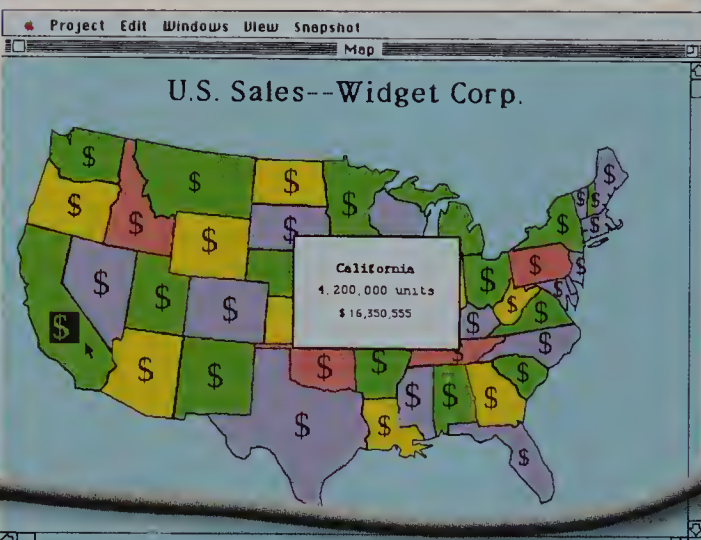 Project Edit Windows View Snapshot
Map
U.S. Sales--Widget Corp.
$ $ $ $ $ $ $ $ $ $ $ $ $ $ $ $ $ $ $ $ $ $ $ $ $ $ $ $ $ $ $ $ $ $ $
California
4,200,000 units
$16,350,555